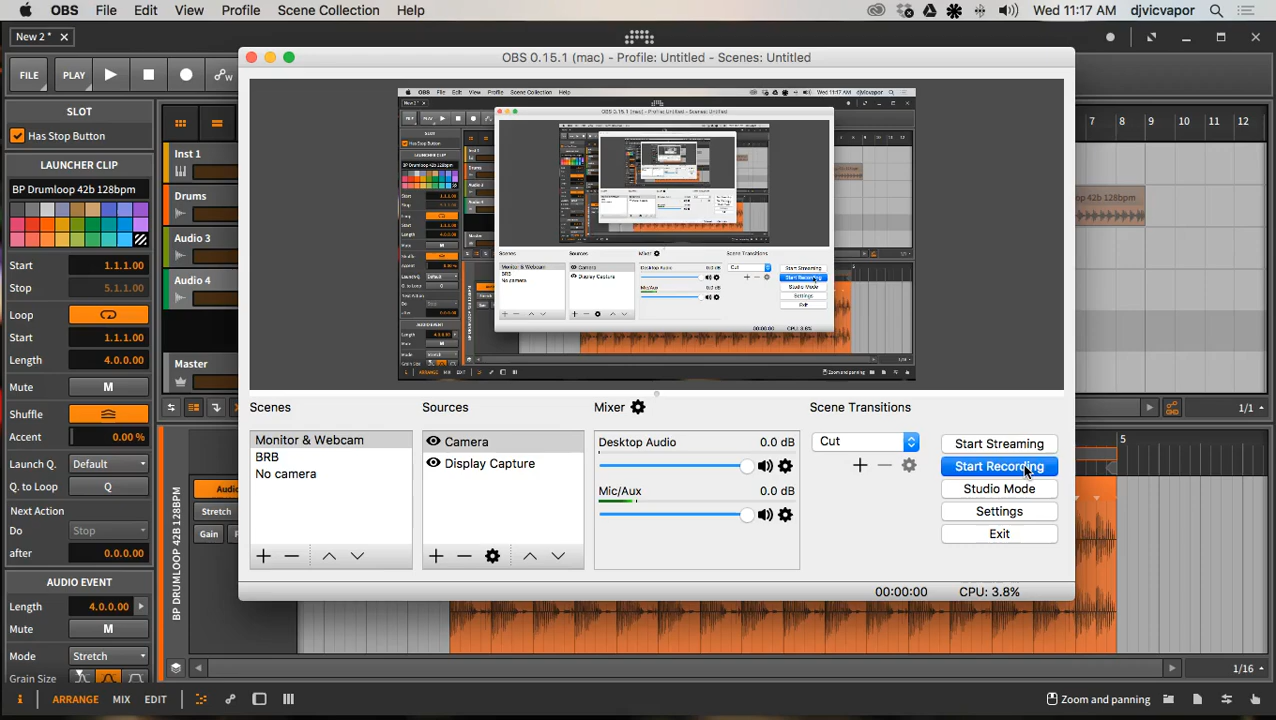 OBS File Edit View Profile Scene Collection Help Wed 11:17 AM djvicvapor
New 2 *
FILE PLAY
OBS 0.15.1 (mac) - Profile: Untitled - Scenes: Untitled
SLOT
Has Stop Button
LAUNCHER CLIP
BP Drumloop 42b 128bpm
Start 1.1.1.00
Stop 5.1.1.00
Loop
Start 1.1.1.00
Length 4.0.0.00
Mute M
Shuffle
Accent 0.00 %
Launch Q. Default
Q. to Loop Q
Next Action
Do Stop
after 0.0.0.00
AUDIO EVENT
Length 4.0.0.00
Mute M
Mode Stretch
Grain Size
Inst 1
Drums
Audio 3
Audio 4
Master
7 8 9 10 11 12
1/1
Scenes
Monitor & Webcam
BRB
No camera
Sources
Camera
Display Capture
Mixer
Desktop Audio 0.0 dB
Mic/Aux 0.0 dB
Scene Transitions
Cut
Start Streaming
Start Recording
Studio Mode
Settings
Exit
00:00:00 CPU: 3.8%
BP DRUMLOOP 42B 128BPM
Stretch
Gain
5
1/16
i ARRANGE MIX EDIT Zoom and panning